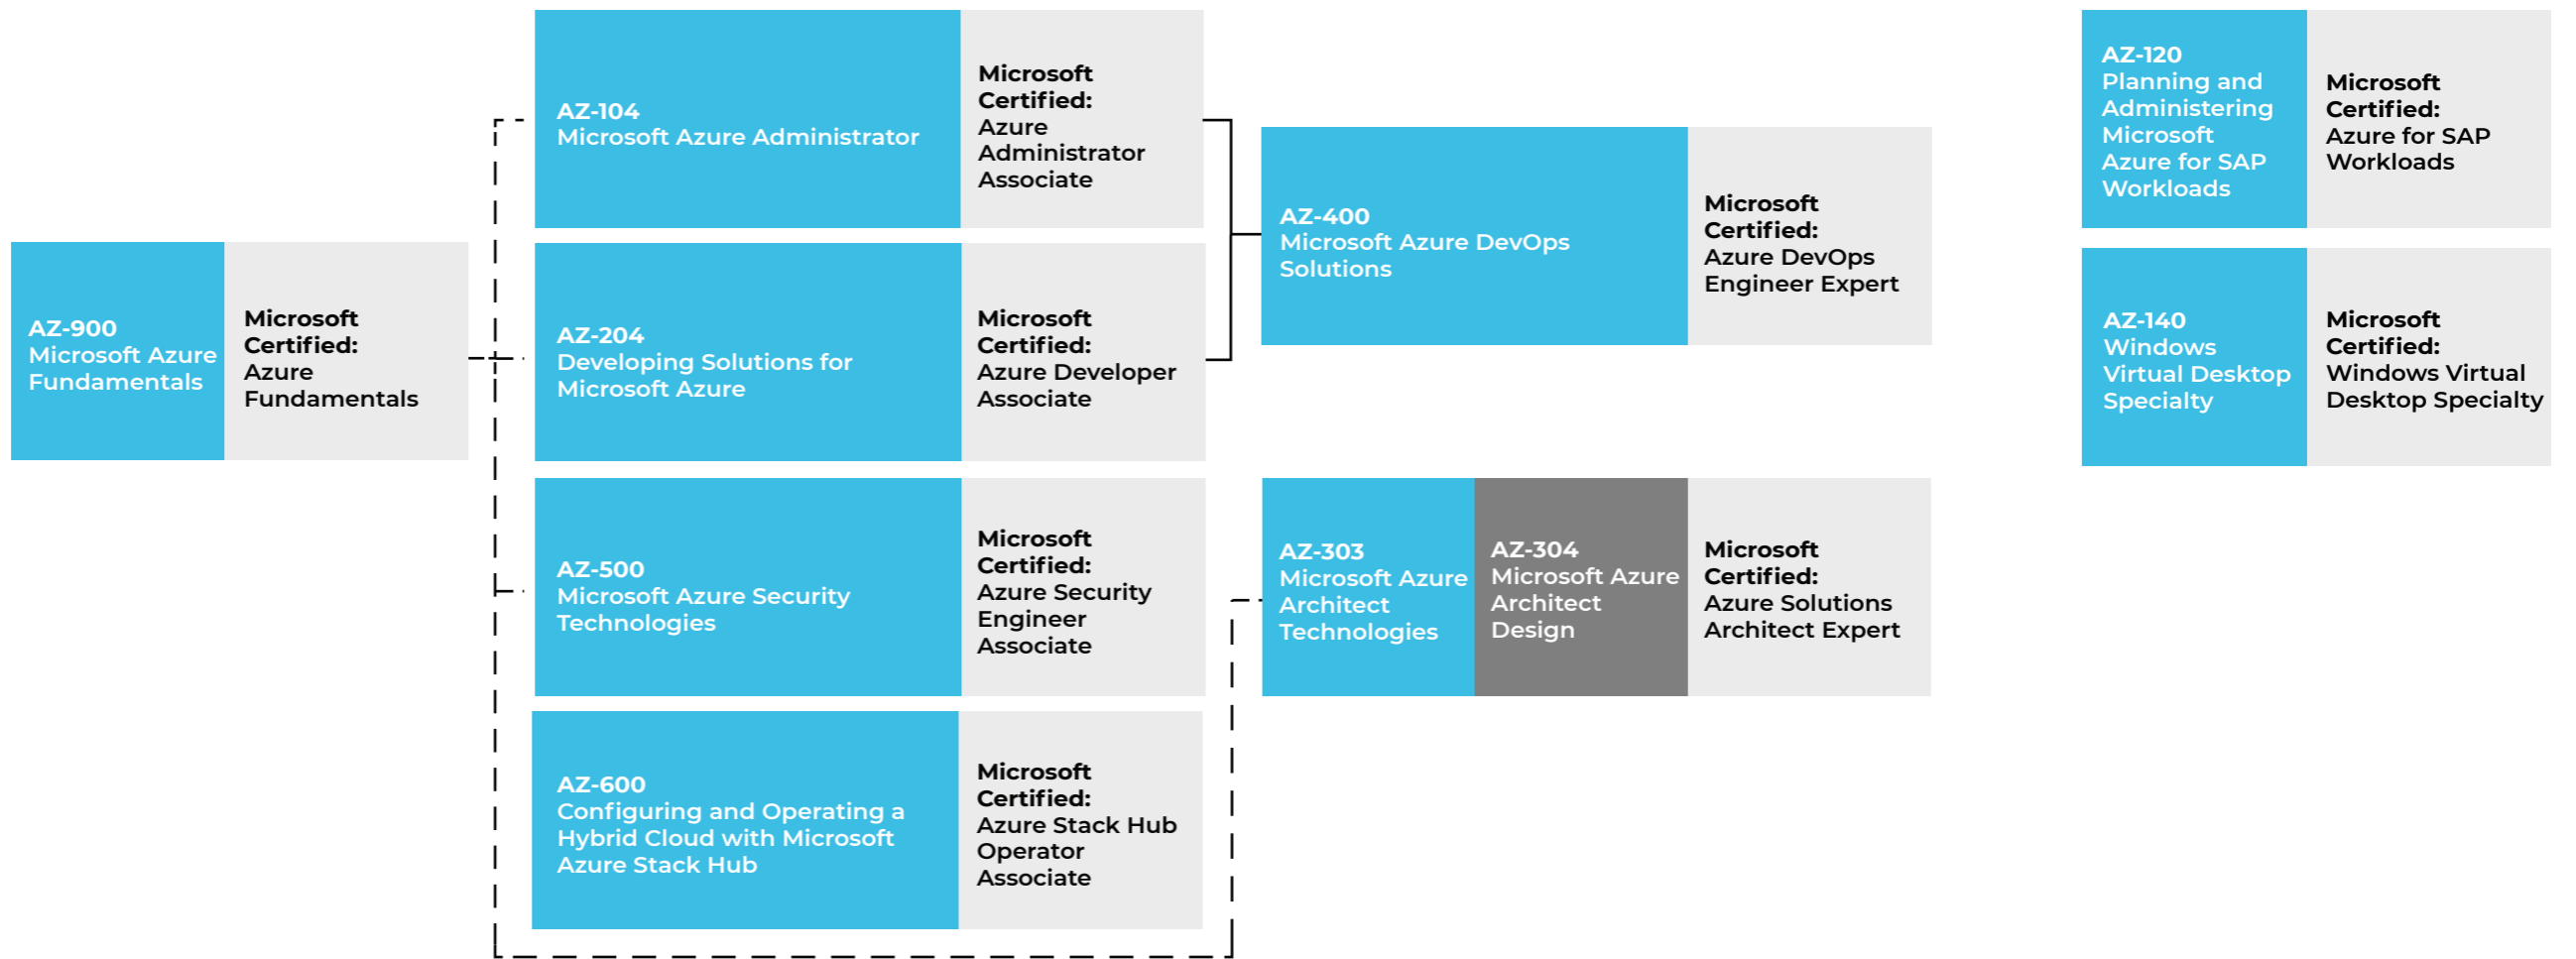 AZ-900
Microsoft Azure
Fundamentals
Microsoft
Certified:
Azure
Fundamentals
AZ-104
Microsoft Azure Administrator
Microsoft
Certified:
Azure
Administrator
Associate
AZ-204
Developing Solutions for
Microsoft Azure
Microsoft
Certified:
Azure Developer
Associate
AZ-500
Microsoft Azure Security
Technologies
Microsoft
Certified:
Azure Security
Engineer
Associate
AZ-600
Configuring and Operating a
Hybrid Cloud with Microsoft
Azure Stack Hub
Microsoft
Certified:
Azure Stack Hub
Operator
Associate
AZ-400
Microsoft Azure DevOps
Solutions
Microsoft
Certified:
Azure DevOps
Engineer Expert
AZ-303
Microsoft Azure
Architect
Technologies
AZ-304
Microsoft Azure
Architect
Design
Microsoft
Certified:
Azure Solutions
Architect Expert
AZ-120
Planning and
Administering
Microsoft
Azure for SAP
Workloads
Microsoft
Certified:
Azure for SAP
Workloads
AZ-140
Windows
Virtual Desktop
Specialty
Microsoft
Certified:
Windows Virtual
Desktop Specialty